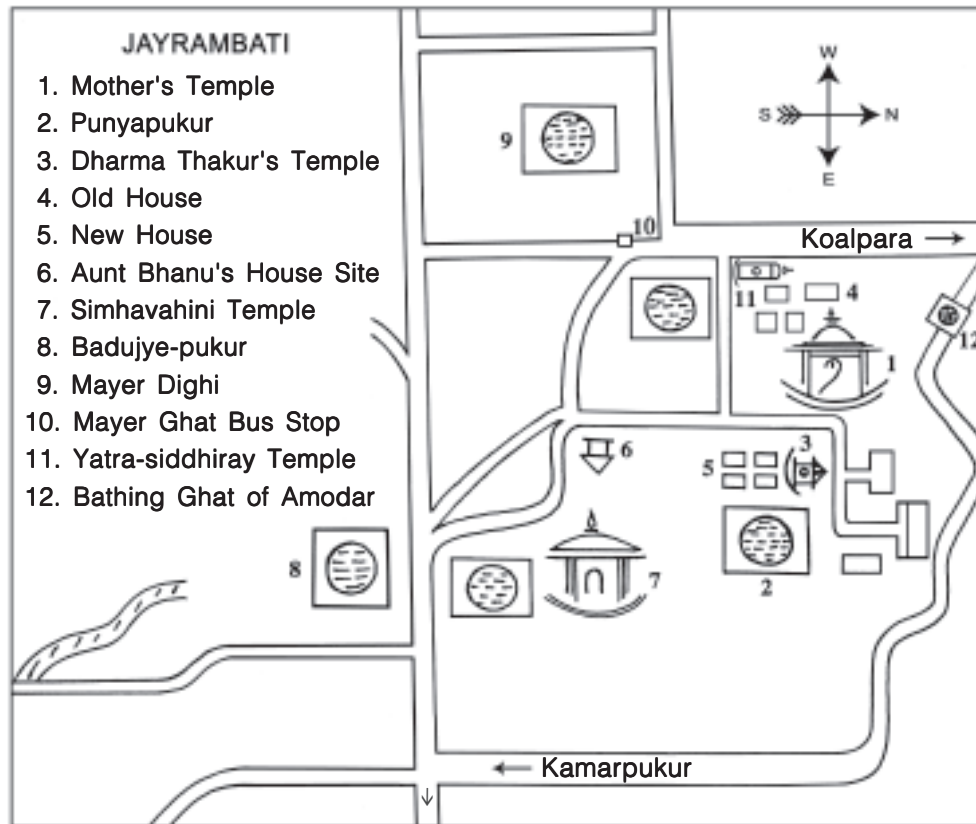 JAYRAMBATI
1. Mother's Temple
2. Punyapukur
3. Dharma Thakur's Temple
4. Old House
5. New House
6. Aunt Bhanu's House Site
7. Simhavahini Temple
8. Badujye-pukur
9. Mayer Dighi
10. Mayer Ghat Bus Stop
11. Yatra-siddhiray Temple
12. Bathing Ghat of Amodar
W
S N
E
9
10
Koalpara
11 4
12
1
6
5
3
8
7
2
Kamarpukur